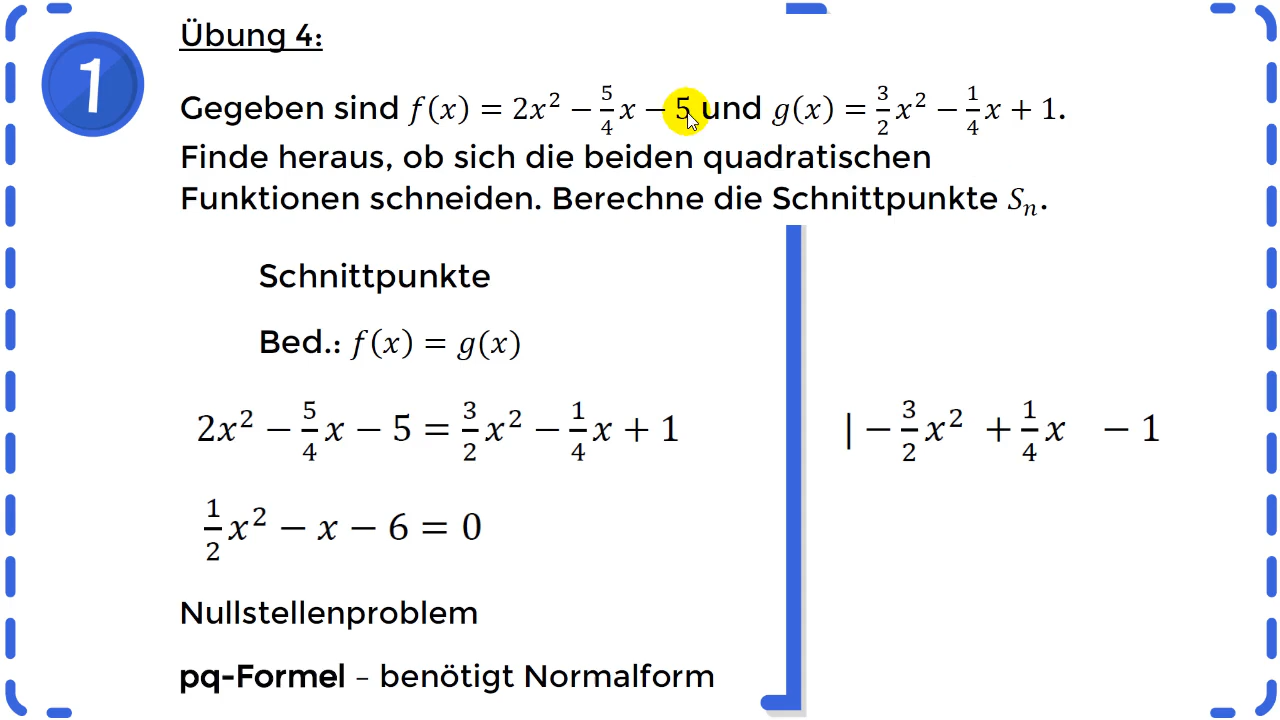 1
Übung 4:
Gegeben sind f(x) = 2x² − 5/4 x − 5 und g(x) = 3/2 x² − 1/4 x + 1.
Finde heraus, ob sich die beiden quadratischen
Funktionen schneiden. Berechne die Schnittpunkte Sₙ.
Schnittpunkte
Bed.: f(x) = g(x)
2x² − 5/4 x − 5 = 3/2 x² − 1/4 x + 1 | − 3/2 x² + 1/4 x − 1
1/2 x² − x − 6 = 0
Nullstellenproblem
pq-Formel – benötigt Normalform